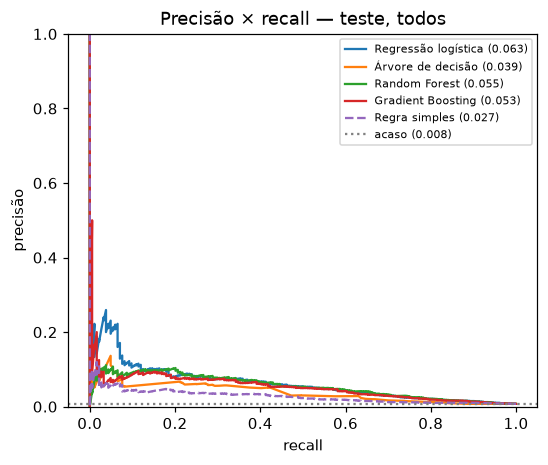 Precisão × recall — teste, todos
Regressão logística (0.063)
Árvore de decisão (0.039)
Random Forest (0.055)
Gradient Boosting (0.053)
Regra simples (0.027)
acaso (0.008)
1.0
0.8
0.6
0.4
0.2
0.0
precisão
0.0 0.2 0.4 0.6 0.8 1.0
recall